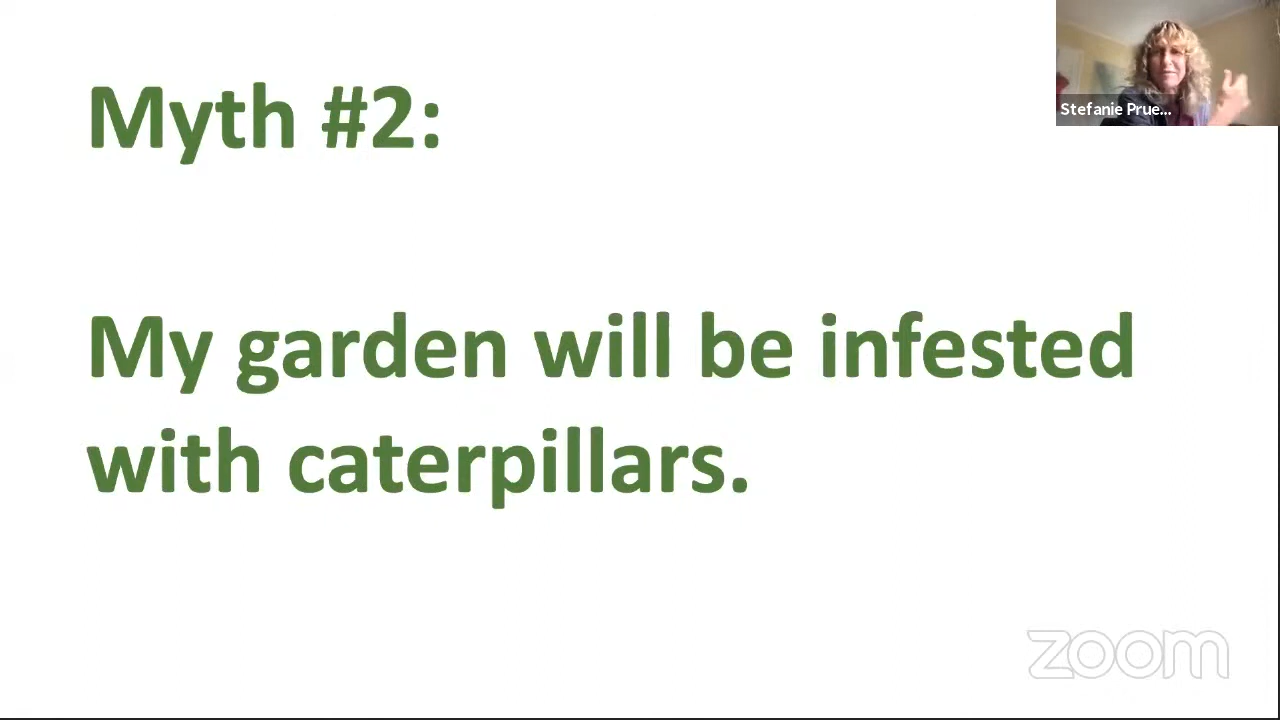 Myth #2:
Stefanie Prue...
My garden will be infested
with caterpillars.
zoom